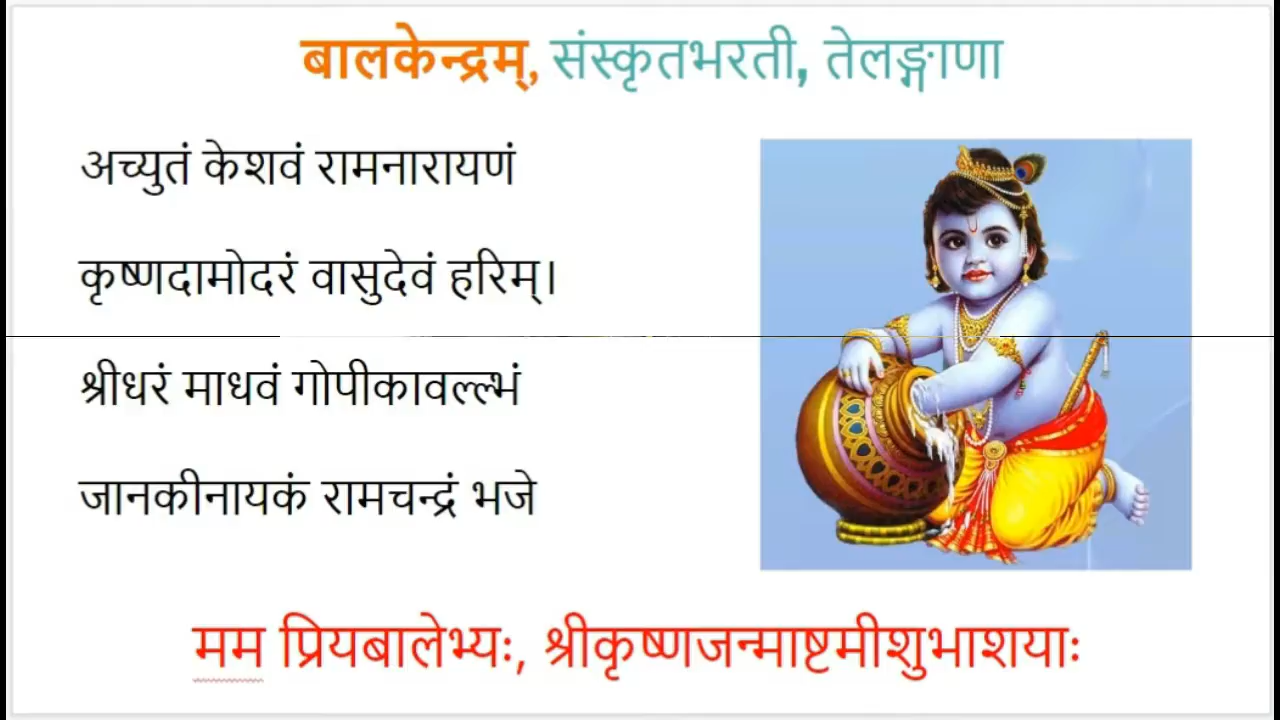 बालकेन्द्रम्, संस्कृतभरती, तेलङ्गाणा
अच्युतं केशवं रामनारायणं
कृष्णदामोदरं वासुदेवं हरिम्।
श्रीधरं माधवं गोपीकावल्ल्भं
जानकीनायकं रामचन्द्रं भजे
मम प्रियबालेभ्यः, श्रीकृष्णजन्माष्टमीशुभाशयाः